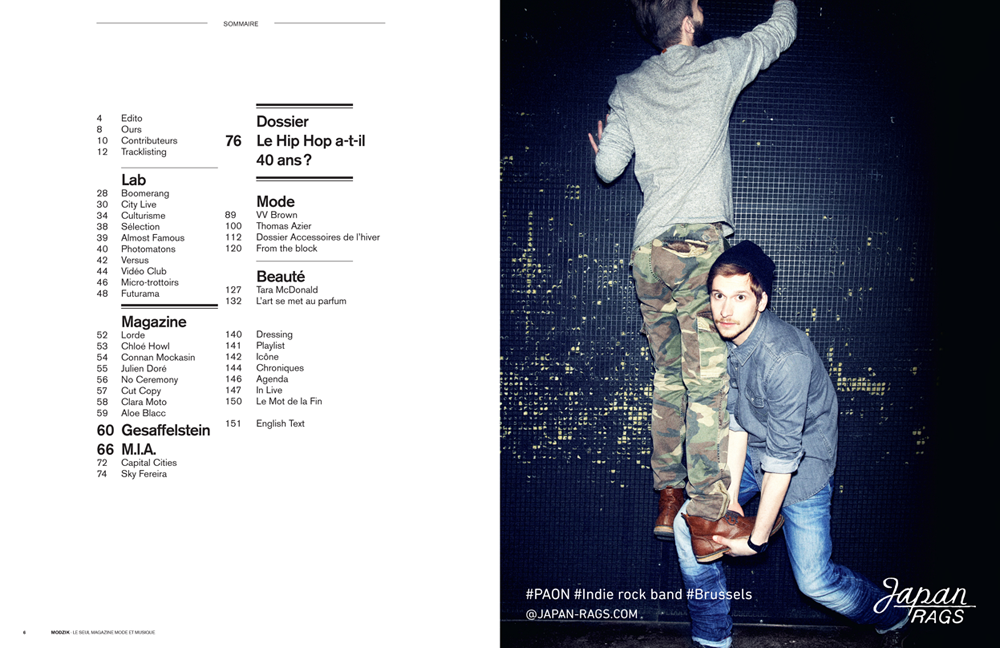 SOMMAIRE
4 Edito
8 Ours
10 Contributeurs
12 Tracklisting
Lab
28 Boomerang
30 City Live
34 Culturisme
38 Sélection
39 Almost Famous
40 Photomatons
42 Versus
44 Vidéo Club
46 Micro-trottoirs
48 Futurama
Magazine
52 Lorde
53 Chloé Howl
54 Connan Mockasin
55 Julien Doré
56 No Ceremony
57 Cut Copy
58 Clara Moto
59 Aloe Blacc
60 Gesaffelstein
66 M.I.A.
72 Capital Cities
74 Sky Fereira
Dossier
76 Le Hip Hop a-t-il
40 ans ?
Mode
89 VV Brown
100 Thomas Azier
112 Dossier Accessoires de l'hiver
120 From the block
Beauté
127 Tara McDonald
132 L'art se met au parfum
140 Dressing
141 Playlist
142 Icône
144 Chroniques
146 Agenda
147 In Live
150 Le Mot de la Fin
151 English Text
6 MODZIK - LE SEUL MAGAZINE MODE ET MUSIQUE
#PAON #Indie rock band #Brussels
@JAPAN-RAGS.COM
Japan
RAGS